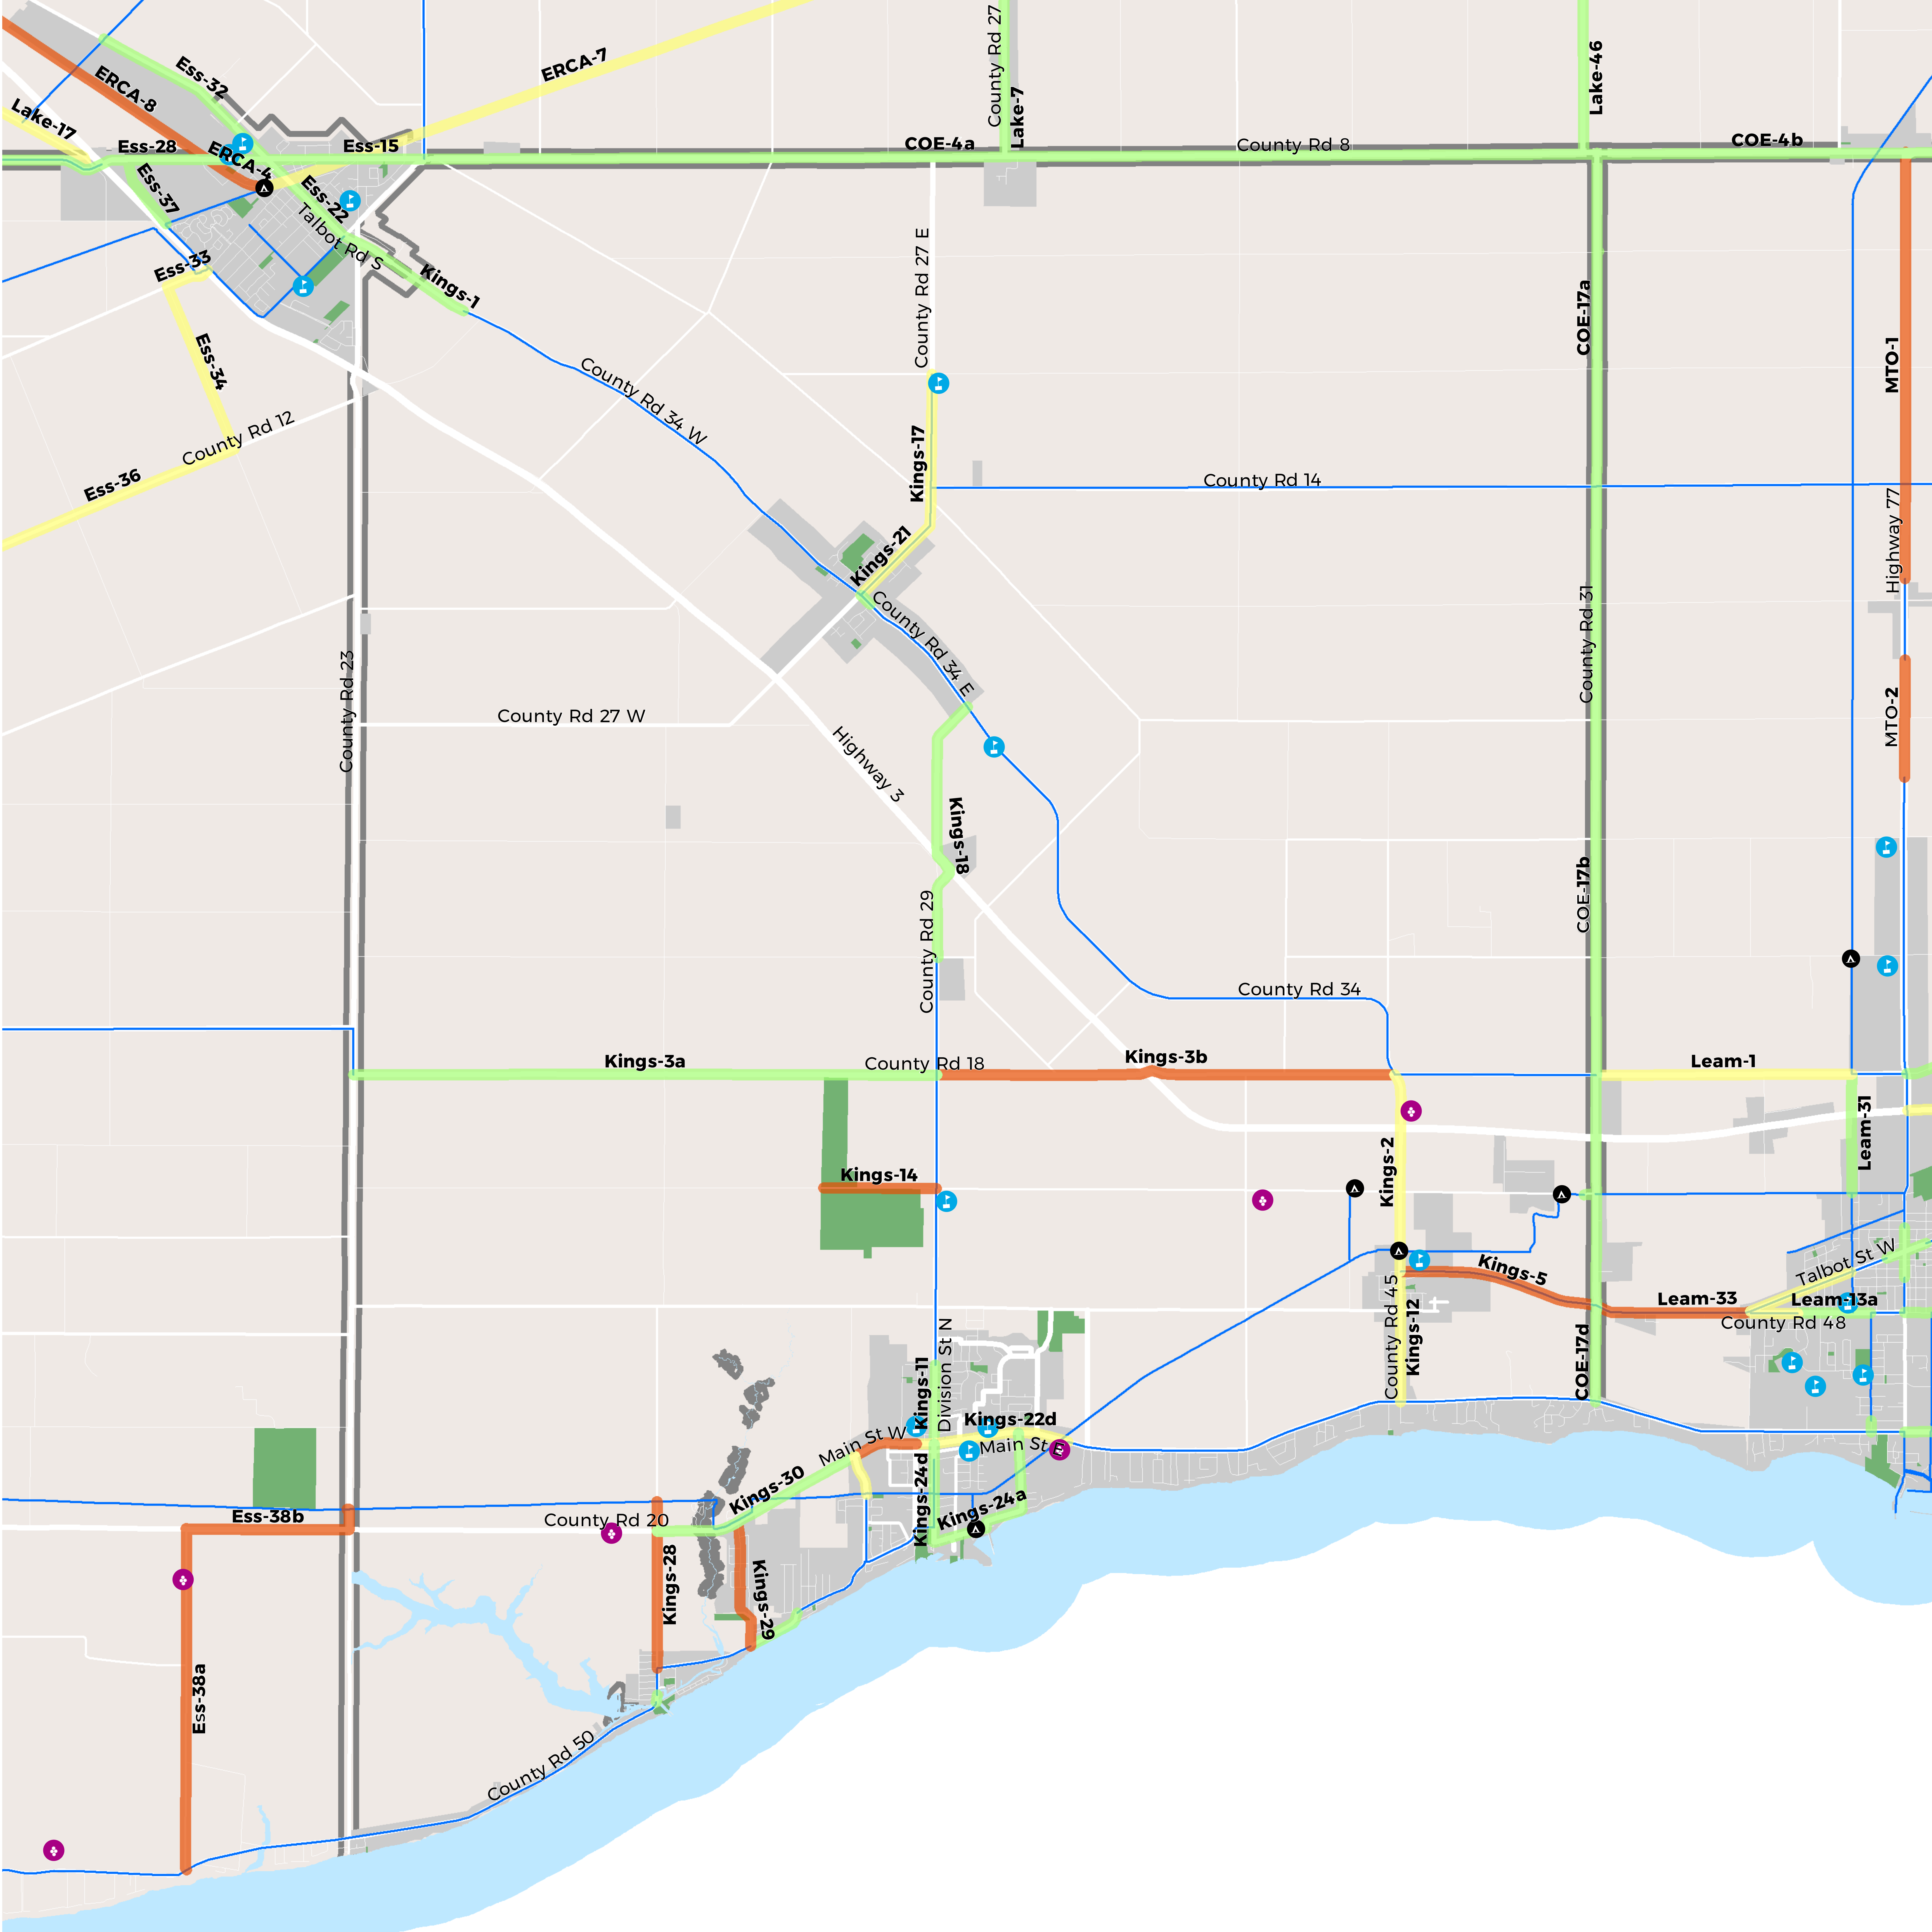 County Rd 27
Lake-46
ERCA-7
Ess-32
ERCA-8
Lake-7
Lake-17
Ess-28
ERCA-4
Ess-15
COE-4a
County Rd 8
COE-4b
Ess-37
Ess-22
Talbot Rd S
Ess-33
Kings-1
County Rd 27 E
COE-17a
Ess-34
County Rd 34 W
MTO-1
County Rd 12
Ess-36
Kings-17
County Rd 14
Highway 77
Kings-21
County Rd 34 E
County Rd 31
County Rd 23
County Rd 27 W
MTO-2
Highway 3
Kings-18
COE-17b
County Rd 29
County Rd 34
Kings-3a
County Rd 18
Kings-3b
Leam-1
Leam-31
Kings-2
Kings-14
Kings-5
Talbot St W
Leam-33
Leam-13a
County Rd 48
County Rd 45
Kings-12
COE-17d
Division St N
Kings-11
Kings-22d
Main St W
Main St E
Kings-30
Kings-24d
Kings-24a
Ess-38b
County Rd 20
Kings-28
Kings-29
Ess-38a
County Rd 50